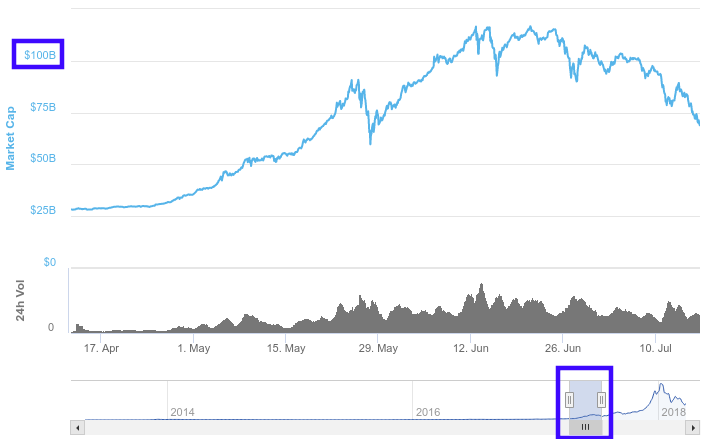 $100B
$75B
$50B
$25B
$0
Market Cap
24h Vol
0
17. Apr 1. May 15. May 29. May 12. Jun 26. Jun 10. Jul
2014 2016 2018